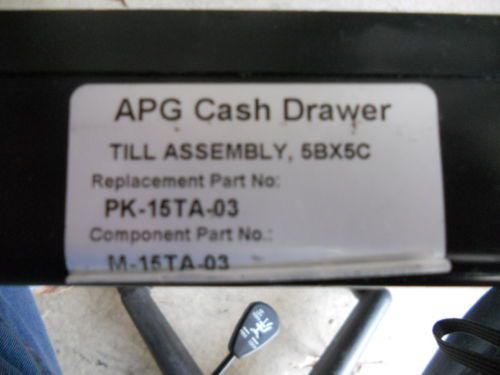 APG Cash Drawer
TILL ASSEMBLY, 5BX5C
Replacement Part No:
PK-15TA-03
Component Part No.:
M-15TA-03